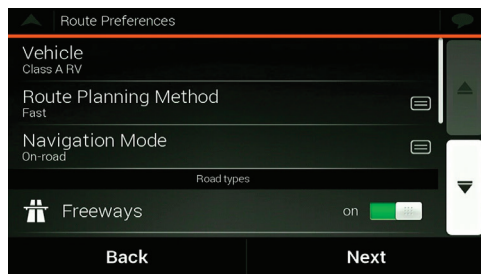 Route Preferences
Vehicle
Class A RV
Route Planning Method
Fast
Navigation Mode
On-road
Road types
Freeways on
Back Next